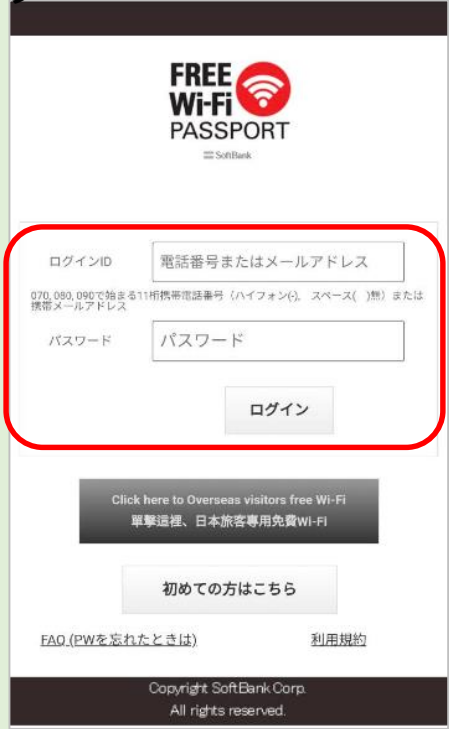 FREE
Wi-Fi
PASSPORT
SoftBank
ログインID
電話番号またはメールアドレス
070, 080, 090で始まる11桁携帯電話番号（ハイフォン(-)、スペース( )無）または
携帯メールアドレス
パスワード
パスワード
ログイン
Click here to Overseas visitors free Wi-Fi
單擊這裡、日本旅客專用免費Wi-Fi
初めての方はこちら
FAQ (PWを忘れたときは)
利用規約
Copyright SoftBank Corp.
All rights reserved.